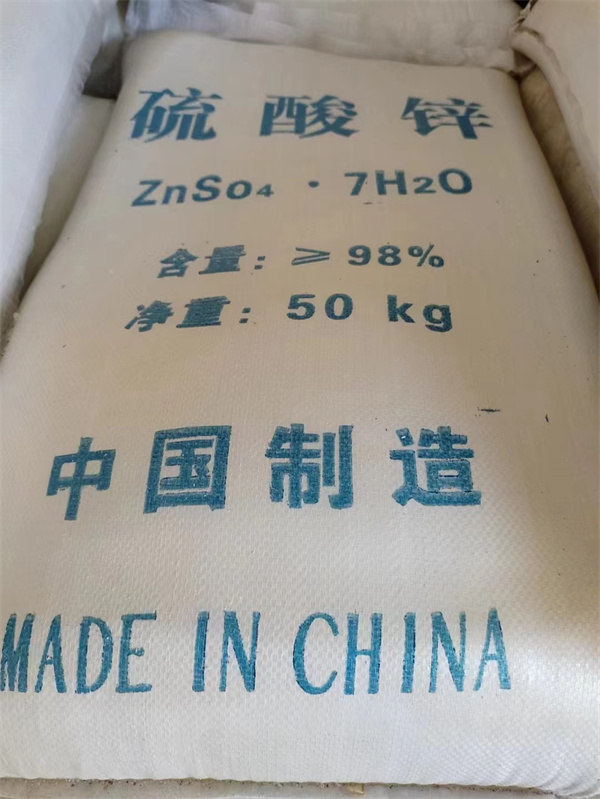 硫酸锌
ZnSo4 · 7H2O
含量: ≥98%
净重: 50 kg
中国制造
MADE IN CHINA